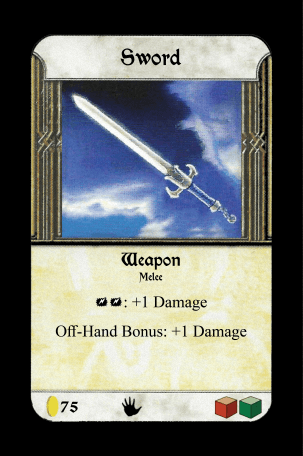 Sword
Weapon
Melee
: +1 Damage
Off-Hand Bonus: +1 Damage
75